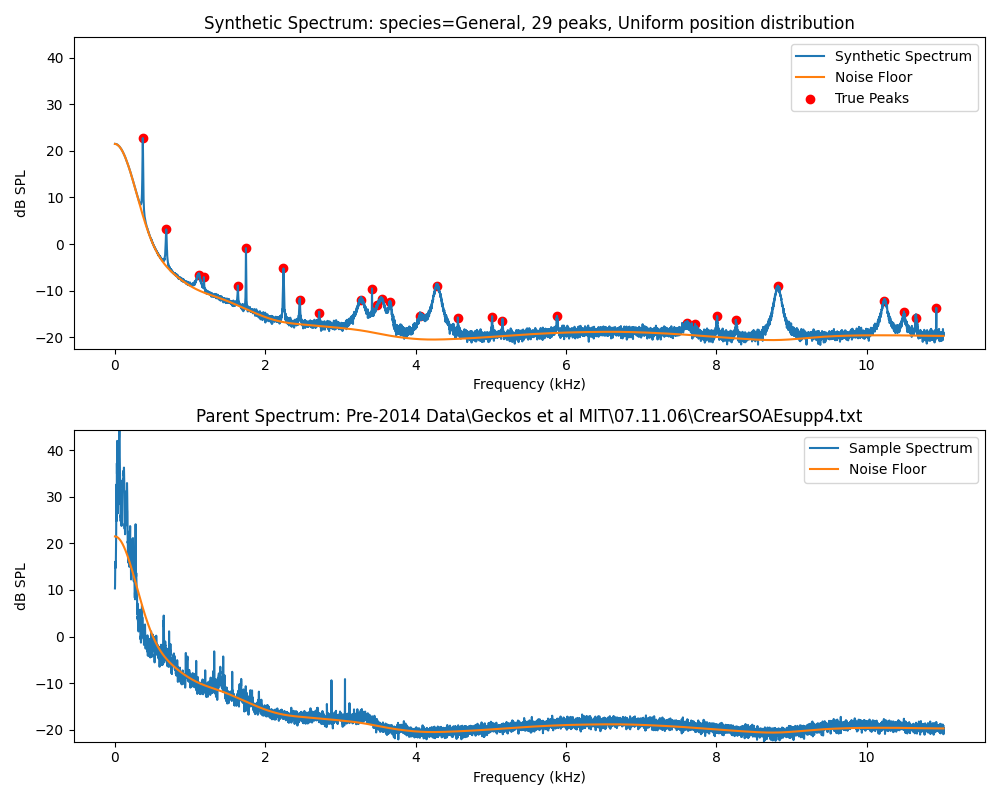 Synthetic Spectrum: species=General, 29 peaks, Uniform position distribution
40
30
20
10
0
−10
−20
dB SPL
Synthetic Spectrum
Noise Floor
True Peaks
0 2 4 6 8 10
Frequency (kHz)
Parent Spectrum: Pre-2014 Data\Geckos et al MIT\07.11.06\CrearSOAEsupp4.txt
40
30
20
10
0
−10
−20
dB SPL
Sample Spectrum
Noise Floor
0 2 4 6 8 10
Frequency (kHz)